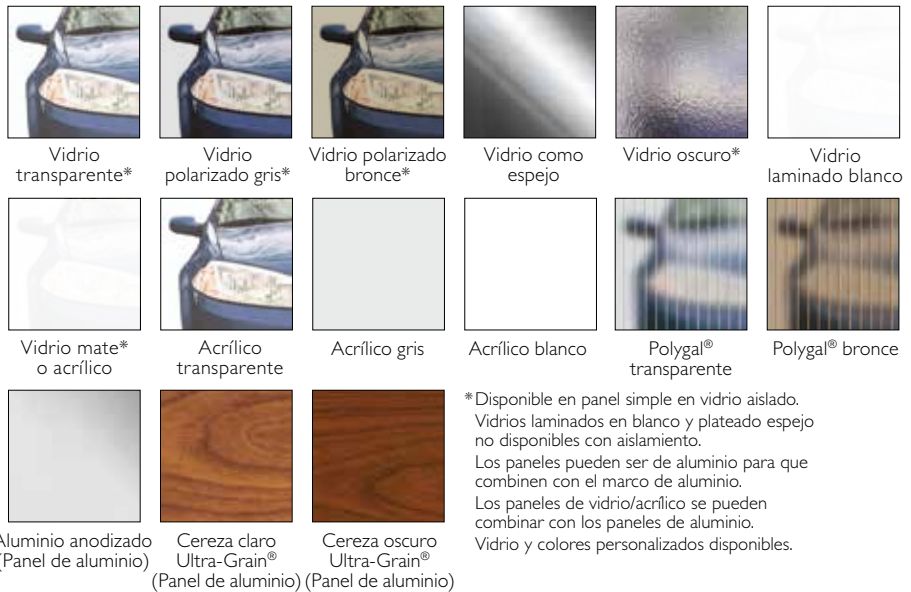 Vidrio
transparente*
Vidrio
polarizado gris*
Vidrio polarizado
bronce*
Vidrio como
espejo
Vidrio oscuro*
Vidrio
laminado blanco
Vidrio mate*
o acrílico
Acrílico
transparente
Acrílico gris
Acrílico blanco
Polygal®
transparente
Polygal® bronce
Aluminio anodizado
(Panel de aluminio)
Cereza claro
Ultra-Grain®
(Panel de aluminio)
Cereza oscuro
Ultra-Grain®
(Panel de aluminio)
*Disponible en panel simple en vidrio aislado.
Vidrios laminados en blanco y plateado espejo
no disponibles con aislamiento.
Los paneles pueden ser de aluminio para que
combinen con el marco de aluminio.
Los paneles de vidrio/acrílico se pueden
combinar con los paneles de aluminio.
Vidrio y colores personalizados disponibles.